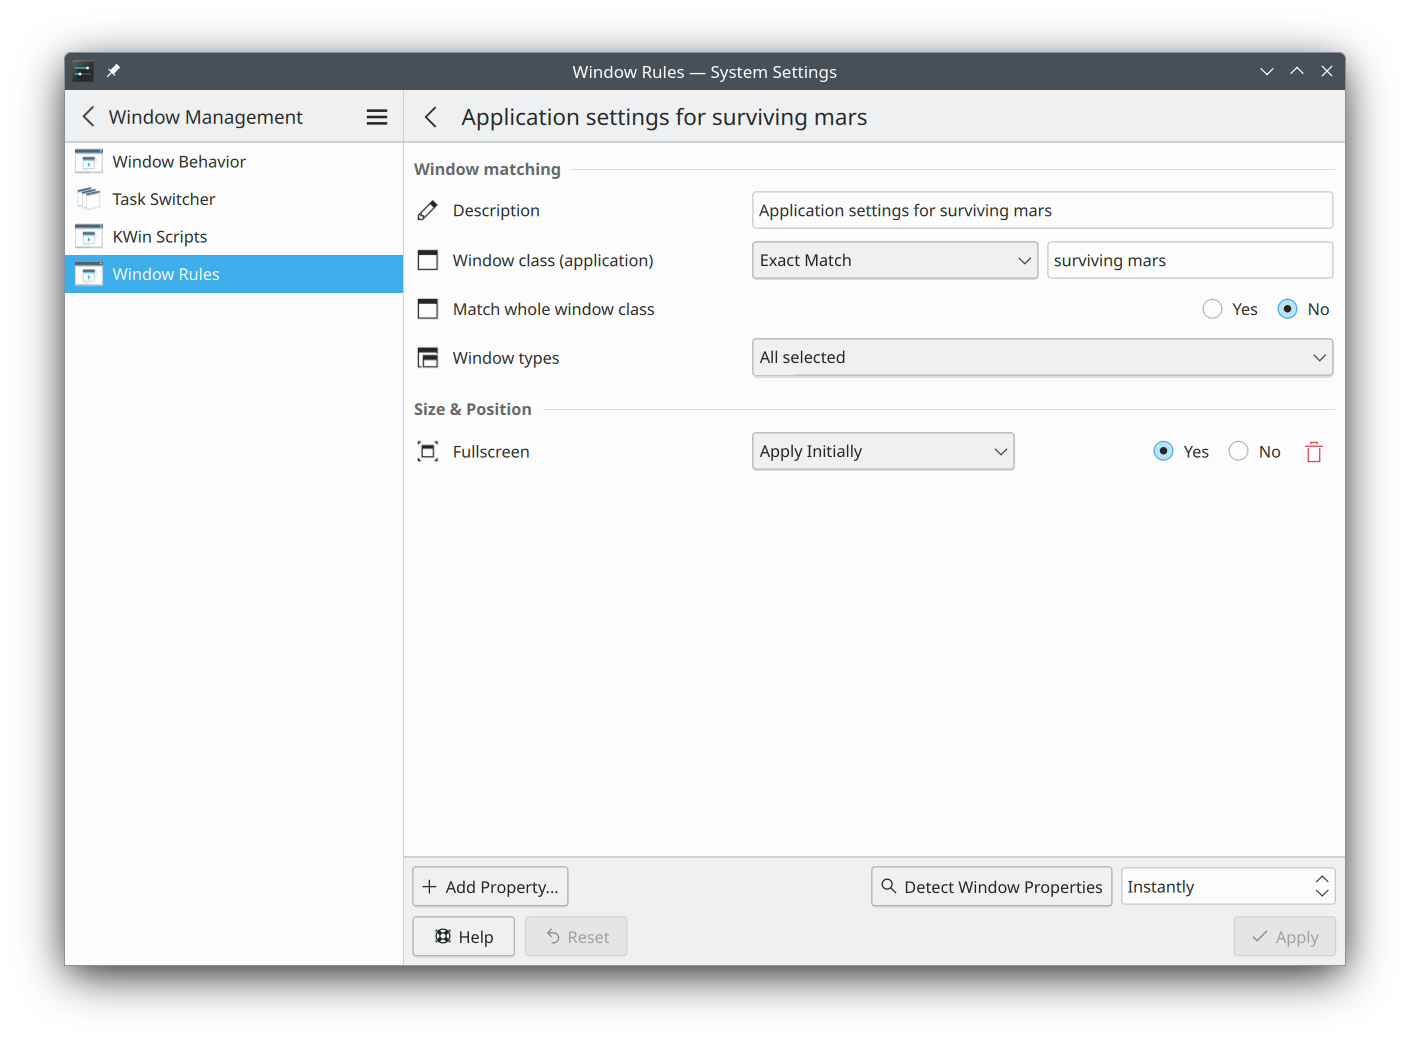 Window Rules — System Settings
Window Management
Window Behavior
Task Switcher
KWin Scripts
Window Rules
Application settings for surviving mars
Window matching
Description
Application settings for surviving mars
Window class (application)
Exact Match
surviving mars
Match whole window class
Yes
No
Window types
All selected
Size & Position
Fullscreen
Apply Initially
Yes
No
Add Property...
Detect Window Properties
Instantly
Help
Reset
Apply